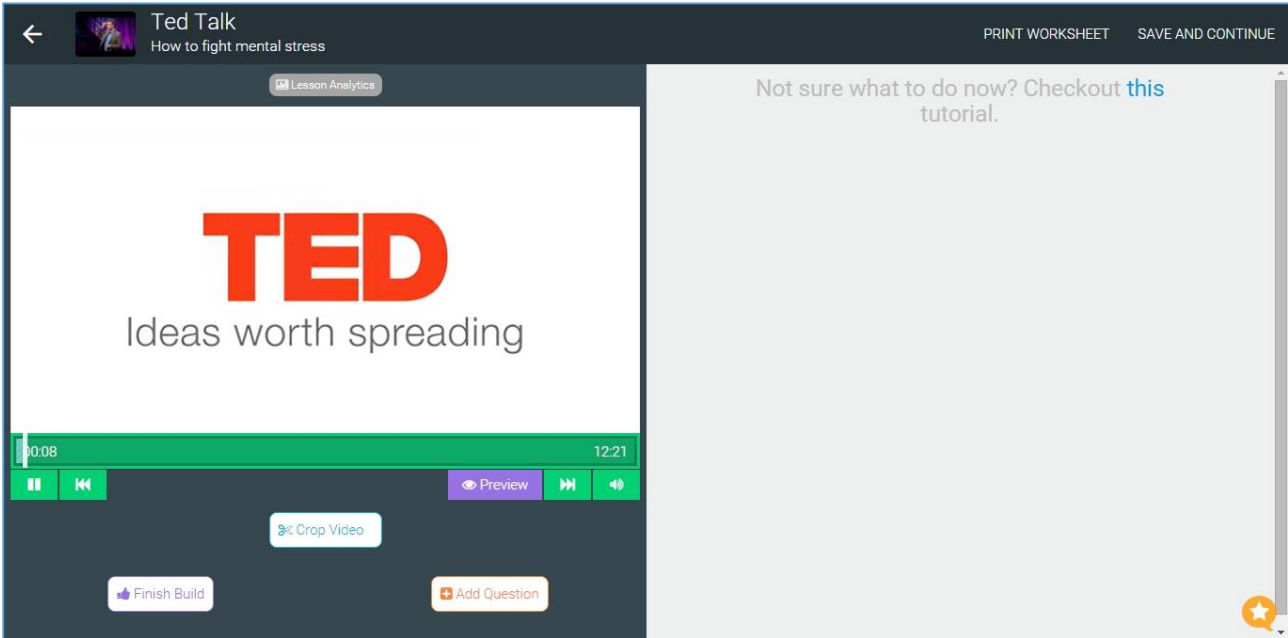 Ted Talk
How to fight mental stress
PRINT WORKSHEET
SAVE AND CONTINUE
Lesson Analytics
TED
Ideas worth spreading
00:08
12:21
Preview
Crop Video
Finish Build
Add Question
Not sure what to do now? Checkout this
tutorial.